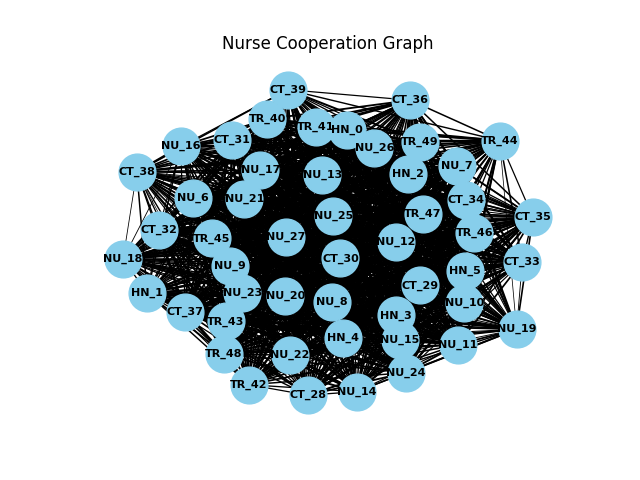 Nurse Cooperation Graph
CT_39
CT_36
TR_40
TR_41
HN_0
CT_31
NU_16
NU_26
TR_49
TR_44
NU_7
CT_38
NU_17
NU_13
HN_2
NU_6
NU_21
CT_34
NU_25
TR_47
CT_35
CT_32
TR_45
NU_27
NU_12
TR_46
NU_18
NU_9
CT_30
HN_5
CT_33
HN_1
NU_23
NU_20
NU_8
CT_29
NU_10
CT_37
TR_43
HN_3
NU_19
HN_4
NU_15
NU_11
TR_48
NU_22
NU_24
TR_42
CT_28
NU_14